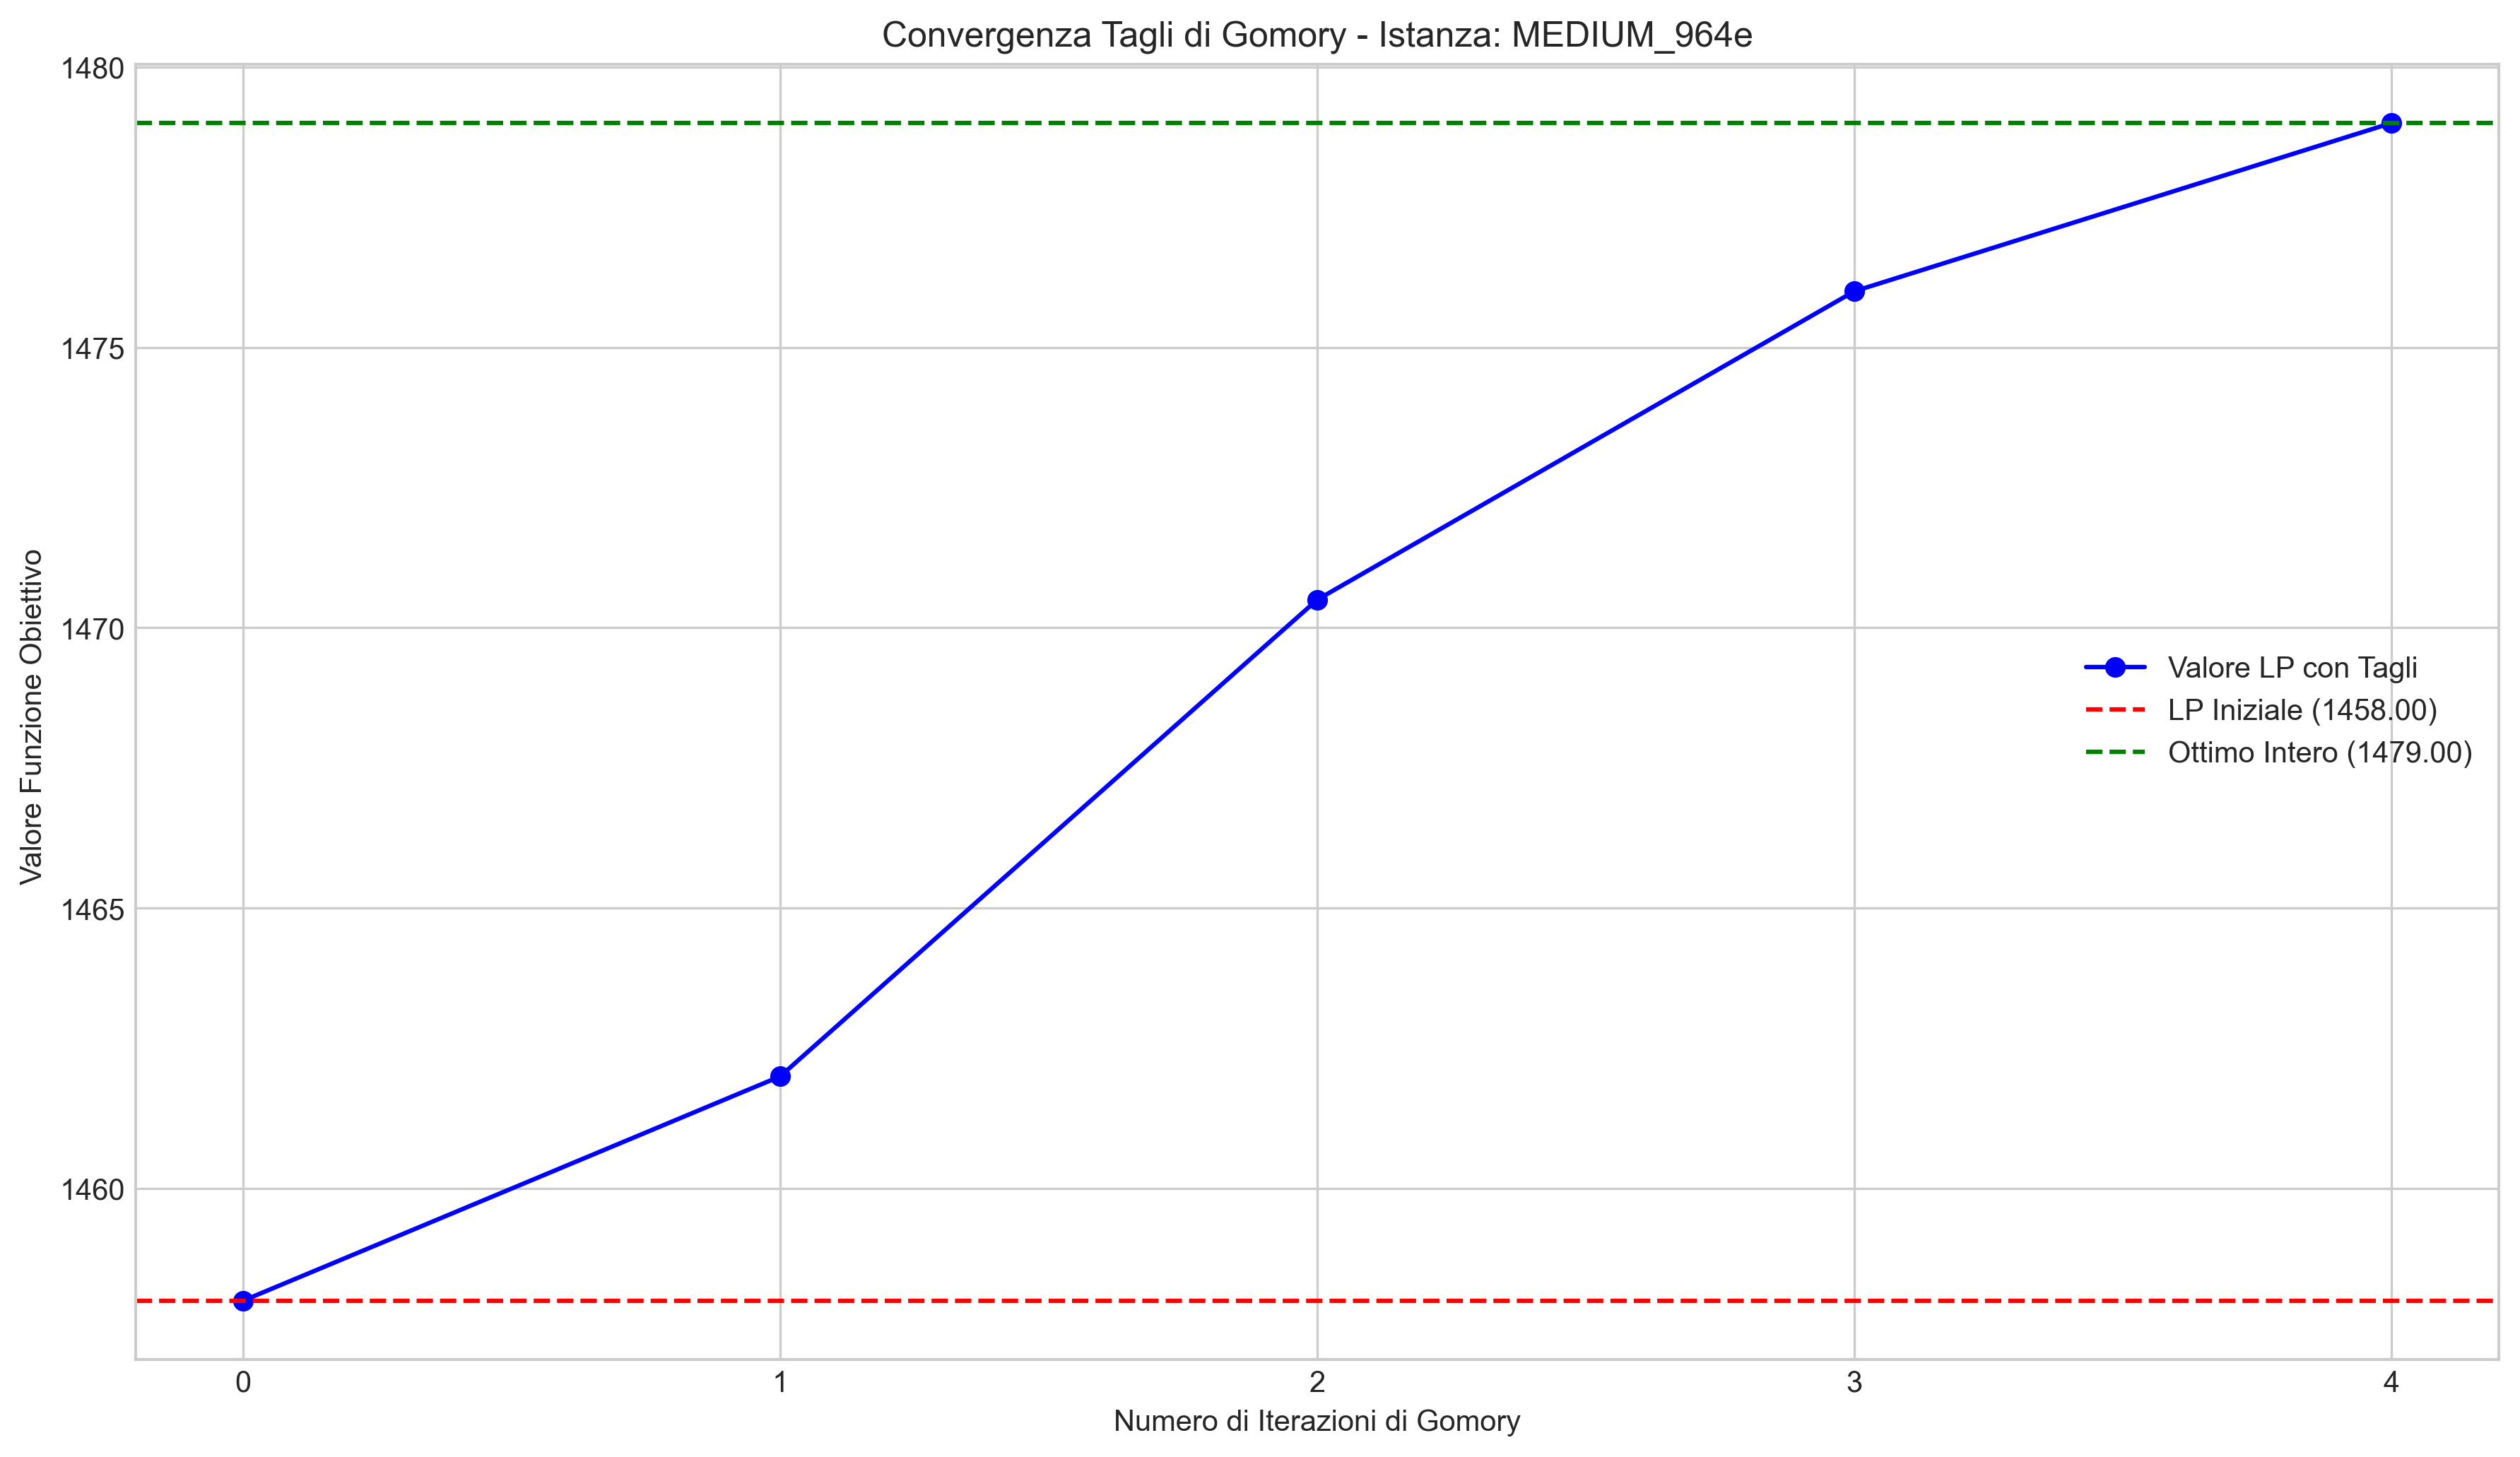 Convergenza Tagli di Gomory - Istanza: MEDIUM_964e
1480
1475
1470
1465
1460
Valore Funzione Obiettivo
Valore LP con Tagli
LP Iniziale (1458.00)
Ottimo Intero (1479.00)
0
1
2
3
4
Numero di Iterazioni di Gomory